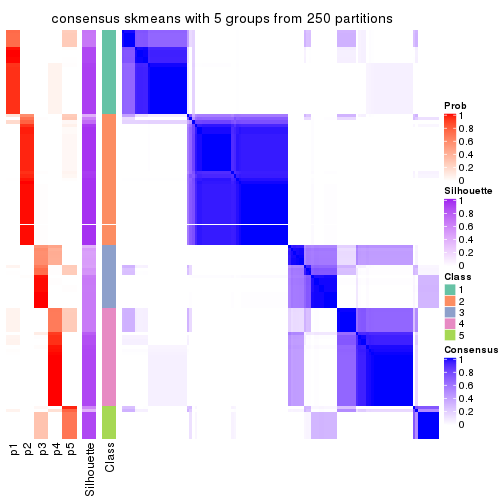 consensus skmeans with 5 groups from 250 partitions
Prob
1
0.8
0.6
0.4
0.2
0
Silhouette
1
0.8
0.6
0.4
0.2
0
Class
1
2
3
4
5
Consensus
1
0.8
0.6
0.4
0.2
0
p1
p2
p3
p4
p5
Silhouette
Class